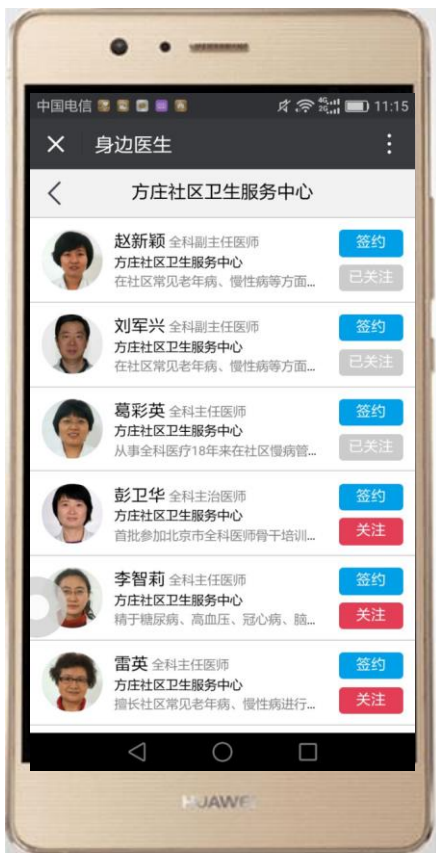 中国电信 4G 2G 11:15
身边医生
方庄社区卫生服务中心
赵新颖 全科副主任医师 签约
方庄社区卫生服务中心
在社区常见老年病、慢性病等方面... 已关注
刘军兴 全科副主任医师 签约
方庄社区卫生服务中心
在社区常见老年病、慢性病等方面... 已关注
葛彩英 全科主任医师 签约
方庄社区卫生服务中心
从事全科医疗18年来在社区慢病管... 已关注
彭卫华 全科主治医师 签约
方庄社区卫生服务中心
首批参加北京市全科医师骨干培训... 关注
李智莉 全科主任医师 签约
方庄社区卫生服务中心
精于糖尿病、高血压、冠心病、脑... 关注
雷英 全科主任医师 签约
方庄社区卫生服务中心
擅长社区常见老年病、慢性病进行... 关注
HUAWEI